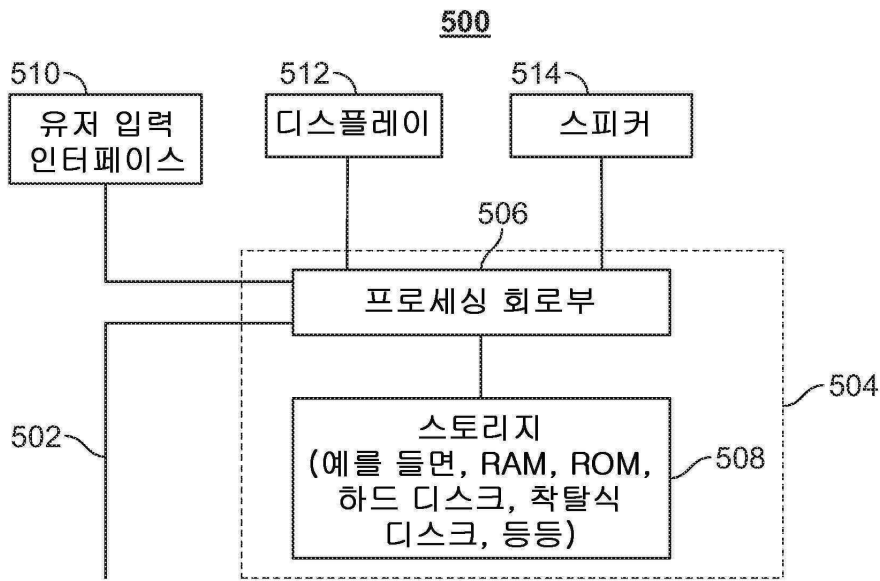 500
510
512
514
유저 입력
인터페이스
디스플레이
스피커
506
프로세싱 회로부
504
502
스토리지
(예를 들면, RAM, ROM,
하드 디스크, 착탈식
디스크, 등등)
508